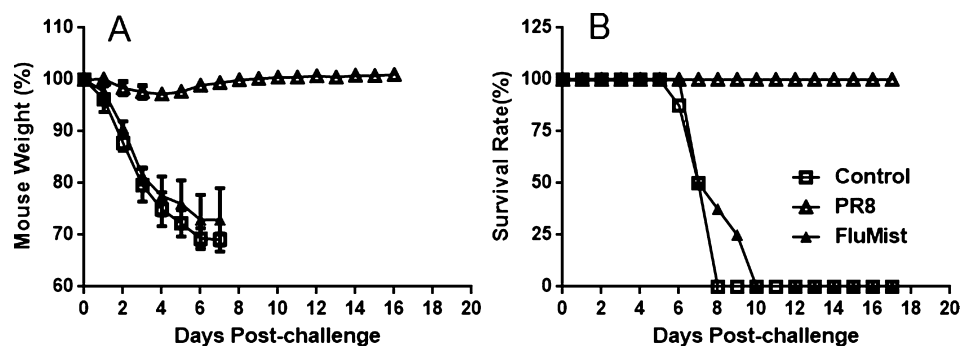 A
Mouse Weight (%)
110
100
90
80
70
60
0 2 4 6 8 10 12 14 16 18 20
Days Post-challenge
B
Survival Rate(%)
125
100
75
50
25
0
0 2 4 6 8 10 12 14 16 18 20
Days Post-challenge
Control
PR8
FluMist